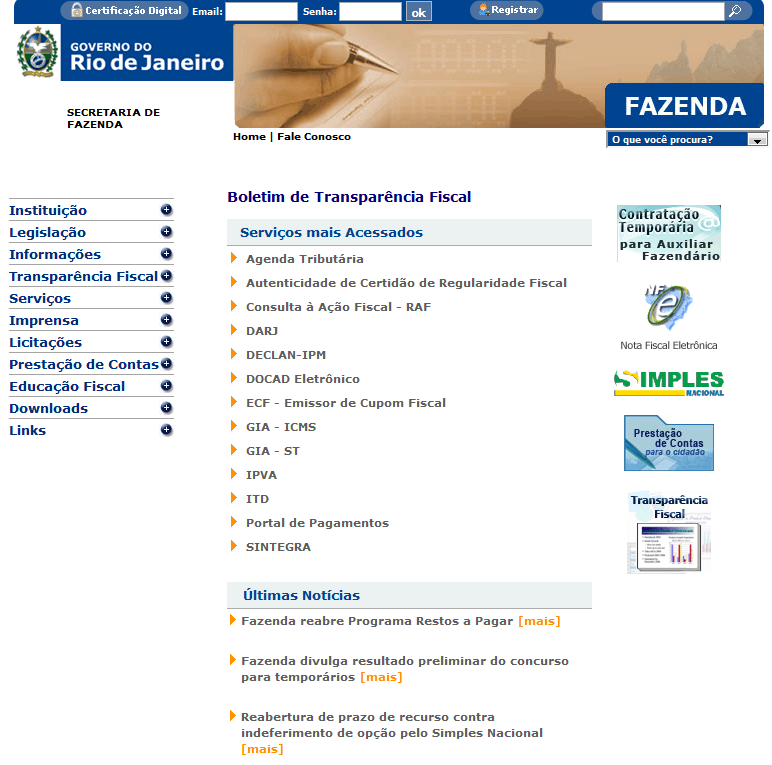 Certificação Digital Email: Senha: ok Registrar
GOVERNO DO
Rio de Janeiro
SECRETARIA DE
FAZENDA
FAZENDA
Home | Fale Conosco
O que você procura?
Instituição
Legislação
Informações
Transparência Fiscal
Serviços
Imprensa
Licitações
Prestação de Contas
Educação Fiscal
Downloads
Links
Boletim de Transparência Fiscal
Serviços mais Acessados
Agenda Tributária
Autenticidade de Certidão de Regularidade Fiscal
Consulta à Ação Fiscal - RAF
DARJ
DECLAN-IPM
DOCAD Eletrônico
ECF - Emissor de Cupom Fiscal
GIA - ICMS
GIA - ST
IPVA
ITD
Portal de Pagamentos
SINTEGRA
Últimas Notícias
Fazenda reabre Programa Restos a Pagar [mais]
Fazenda divulga resultado preliminar do concurso
para temporários [mais]
Reabertura de prazo de recurso contra
indeferimento de opção pelo Simples Nacional
[mais]
Contratação
Temporária
para Auxiliar
Fazendário
NF e
Nota Fiscal Eletrônica
SIMPLES
NACIONAL
Prestação
de Contas
para o cidadão
Transparência
Fiscal